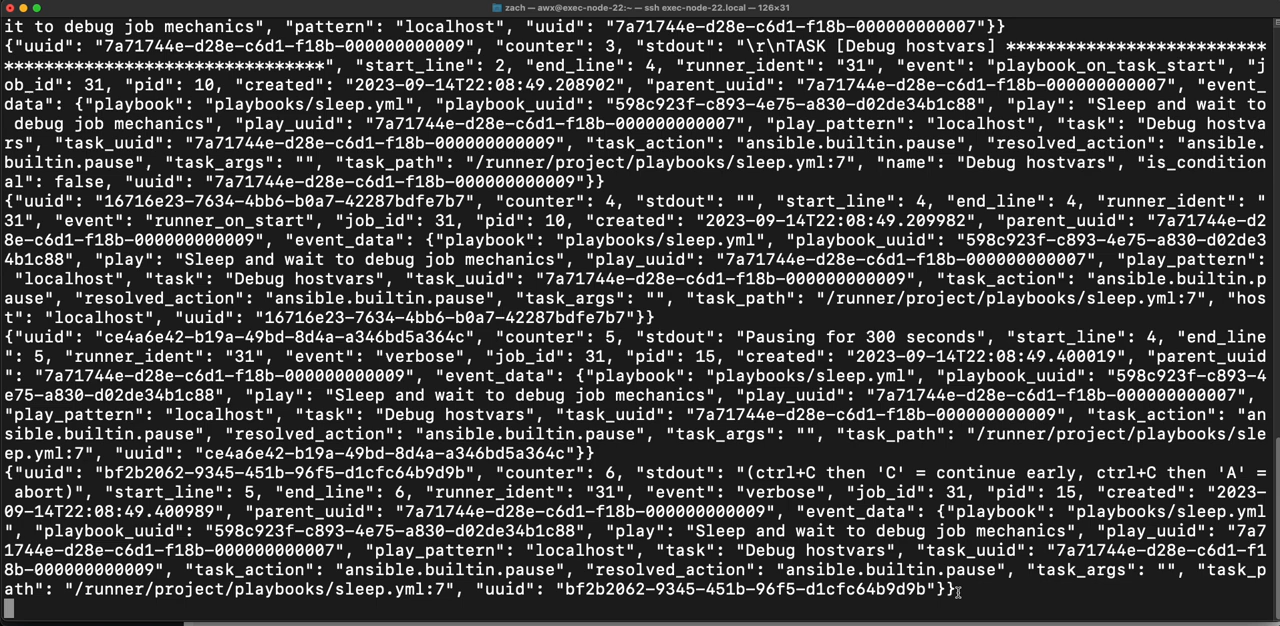 zach — awx@exec-node-22:~ — ssh exec-node-22.local — 126×31
it to debug job mechanics", "pattern": "localhost", "uuid": "7a71744e-d28e-c6d1-f18b-000000000007"}}
{"uuid": "7a71744e-d28e-c6d1-f18b-000000000009", "counter": 3, "stdout": "\r\nTASK [Debug hostvars] **************************
********************************", "start_line": 2, "end_line": 4, "runner_ident": "31", "event": "playbook_on_task_start", "j
ob_id": 31, "pid": 10, "created": "2023-09-14T22:08:49.208902", "parent_uuid": "7a71744e-d28e-c6d1-f18b-000000000007", "event_
data": {"playbook": "playbooks/sleep.yml", "playbook_uuid": "598c923f-c893-4e75-a830-d02de34b1c88", "play": "Sleep and wait to
 debug job mechanics", "play_uuid": "7a71744e-d28e-c6d1-f18b-000000000007", "play_pattern": "localhost", "task": "Debug hostva
rs", "task_uuid": "7a71744e-d28e-c6d1-f18b-000000000009", "task_action": "ansible.builtin.pause", "resolved_action": "ansible.
builtin.pause", "task_args": "", "task_path": "/runner/project/playbooks/sleep.yml:7", "name": "Debug hostvars", "is_condition
al": false, "uuid": "7a71744e-d28e-c6d1-f18b-000000000009"}}
{"uuid": "16716e23-7634-4bb6-b0a7-42287bdfe7b7", "counter": 4, "stdout": "", "start_line": 4, "end_line": 4, "runner_ident": "
31", "event": "runner_on_start", "job_id": 31, "pid": 10, "created": "2023-09-14T22:08:49.209982", "parent_uuid": "7a71744e-d2
8e-c6d1-f18b-000000000009", "event_data": {"playbook": "playbooks/sleep.yml", "playbook_uuid": "598c923f-c893-4e75-a830-d02de3
4b1c88", "play": "Sleep and wait to debug job mechanics", "play_uuid": "7a71744e-d28e-c6d1-f18b-000000000007", "play_pattern":
 "localhost", "task": "Debug hostvars", "task_uuid": "7a71744e-d28e-c6d1-f18b-000000000009", "task_action": "ansible.builtin.p
ause", "resolved_action": "ansible.builtin.pause", "task_args": "", "task_path": "/runner/project/playbooks/sleep.yml:7", "hos
t": "localhost", "uuid": "16716e23-7634-4bb6-b0a7-42287bdfe7b7"}}
{"uuid": "ce4a6e42-b19a-49bd-8d4a-a346bd5a364c", "counter": 5, "stdout": "Pausing for 300 seconds", "start_line": 4, "end_line
": 5, "runner_ident": "31", "event": "verbose", "job_id": 31, "pid": 15, "created": "2023-09-14T22:08:49.400019", "parent_uuid
": "7a71744e-d28e-c6d1-f18b-000000000009", "event_data": {"playbook": "playbooks/sleep.yml", "playbook_uuid": "598c923f-c893-4
e75-a830-d02de34b1c88", "play": "Sleep and wait to debug job mechanics", "play_uuid": "7a71744e-d28e-c6d1-f18b-000000000007",
"play_pattern": "localhost", "task": "Debug hostvars", "task_uuid": "7a71744e-d28e-c6d1-f18b-000000000009", "task_action": "an
sible.builtin.pause", "resolved_action": "ansible.builtin.pause", "task_args": "", "task_path": "/runner/project/playbooks/sle
ep.yml:7", "uuid": "ce4a6e42-b19a-49bd-8d4a-a346bd5a364c"}}
{"uuid": "bf2b2062-9345-451b-96f5-d1cfc64b9d9b", "counter": 6, "stdout": "(ctrl+C then 'C' = continue early, ctrl+C then 'A' =
 abort)", "start_line": 5, "end_line": 6, "runner_ident": "31", "event": "verbose", "job_id": 31, "pid": 15, "created": "2023-
09-14T22:08:49.400989", "parent_uuid": "7a71744e-d28e-c6d1-f18b-000000000009", "event_data": {"playbook": "playbooks/sleep.yml
", "playbook_uuid": "598c923f-c893-4e75-a830-d02de34b1c88", "play": "Sleep and wait to debug job mechanics", "play_uuid": "7a7
1744e-d28e-c6d1-f18b-000000000007", "play_pattern": "localhost", "task": "Debug hostvars", "task_uuid": "7a71744e-d28e-c6d1-f1
8b-000000000009", "task_action": "ansible.builtin.pause", "resolved_action": "ansible.builtin.pause", "task_args": "", "task_p
ath": "/runner/project/playbooks/sleep.yml:7", "uuid": "bf2b2062-9345-451b-96f5-d1cfc64b9d9b"}}